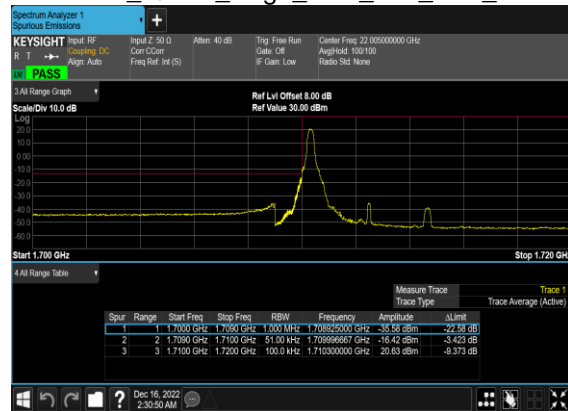 Spectrum Analyzer 1
Spurious Emissions
+
KEYSIGHT Input: RF Input Z: 50 Ω Atten: 40 dB Trig: Free Run Center Freq: 22.005000000 GHz
R T Coupling: DC Corr CCorr Gate: Off Avg|Hold: 100/100
Align: Auto Freq Ref: Int (S) IF Gain: Low Radio Std: None
PASS
3 All Range Graph
Ref Lvl Offset 8.00 dB
Scale/Div 10.0 dB Ref Value 30.00 dBm
Log
20.0
10.0
0.00
-10.0
-20.0
-30.0
-40.0
-50.0
-60.0
Start 1.700 GHz Stop 1.720 GH
4 All Range Table
Measure Trace Trace 1
Trace Type Trace Average (Active)
Spur Range Start Freq Stop Freq RBW Frequency Amplitude ΔLimit
1 1 1.7000 GHz 1.7090 GHz 1.000 MHz 1.708925000 GHz -35.58 dBm -22.58 dB
2 2 1.7090 GHz 1.7100 GHz 51.00 kHz 1.709996667 GHz -16.42 dBm -3.423 dB
3 3 1.7100 GHz 1.7200 GHz 100.0 kHz 1.710300000 GHz 20.63 dBm -9.373 dB
? Dec 16, 2022
2:30:50 AM